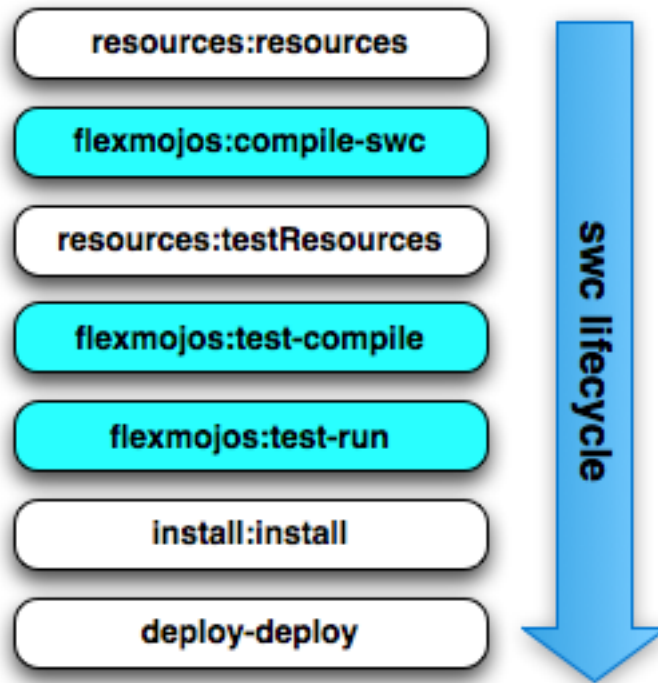 resources:resources
flexmojos:compile-swc
resources:testResources
flexmojos:test-compile
flexmojos:test-run
install:install
deploy-deploy
swc lifecycle